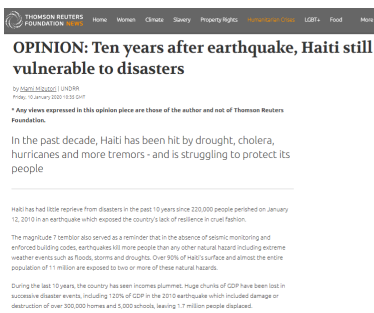 THOMSON REUTERS
FOUNDATION NEWS
Home Women Climate Slavery Property Rights Humanitarian Crises LGBT+ Food More
OPINION: Ten years after earthquake, Haiti still
vulnerable to disasters
by Mami Mizutori | UNDRR
Friday, 10 January 2020 10:55 GMT
* Any views expressed in this opinion piece are those of the author and not of Thomson Reuters
Foundation.
In the past decade, Haiti has been hit by drought, cholera,
hurricanes and more tremors - and is struggling to protect its
people
Haiti has had little reprieve from disasters in the past 10 years since 220,000 people perished on January
12, 2010 in an earthquake which exposed the country's lack of resilience in cruel fashion.
The magnitude 7 temblor also served as a reminder that in the absence of seismic monitoring and
enforced building codes, earthquakes kill more people than any other natural hazard including extreme
weather events such as floods, storms and droughts. Over 90% of Haiti's surface and almost the entire
population of 11 million are exposed to two or more of these natural hazards.
During the last 10 years, the country has seen incomes plummet. Huge chunks of GDP have been lost in
successive disaster events, including 120% of GDP in the 2010 earthquake which included damage or
destruction of over 300,000 homes and 5,000 schools, leaving 1.7 million people displaced.